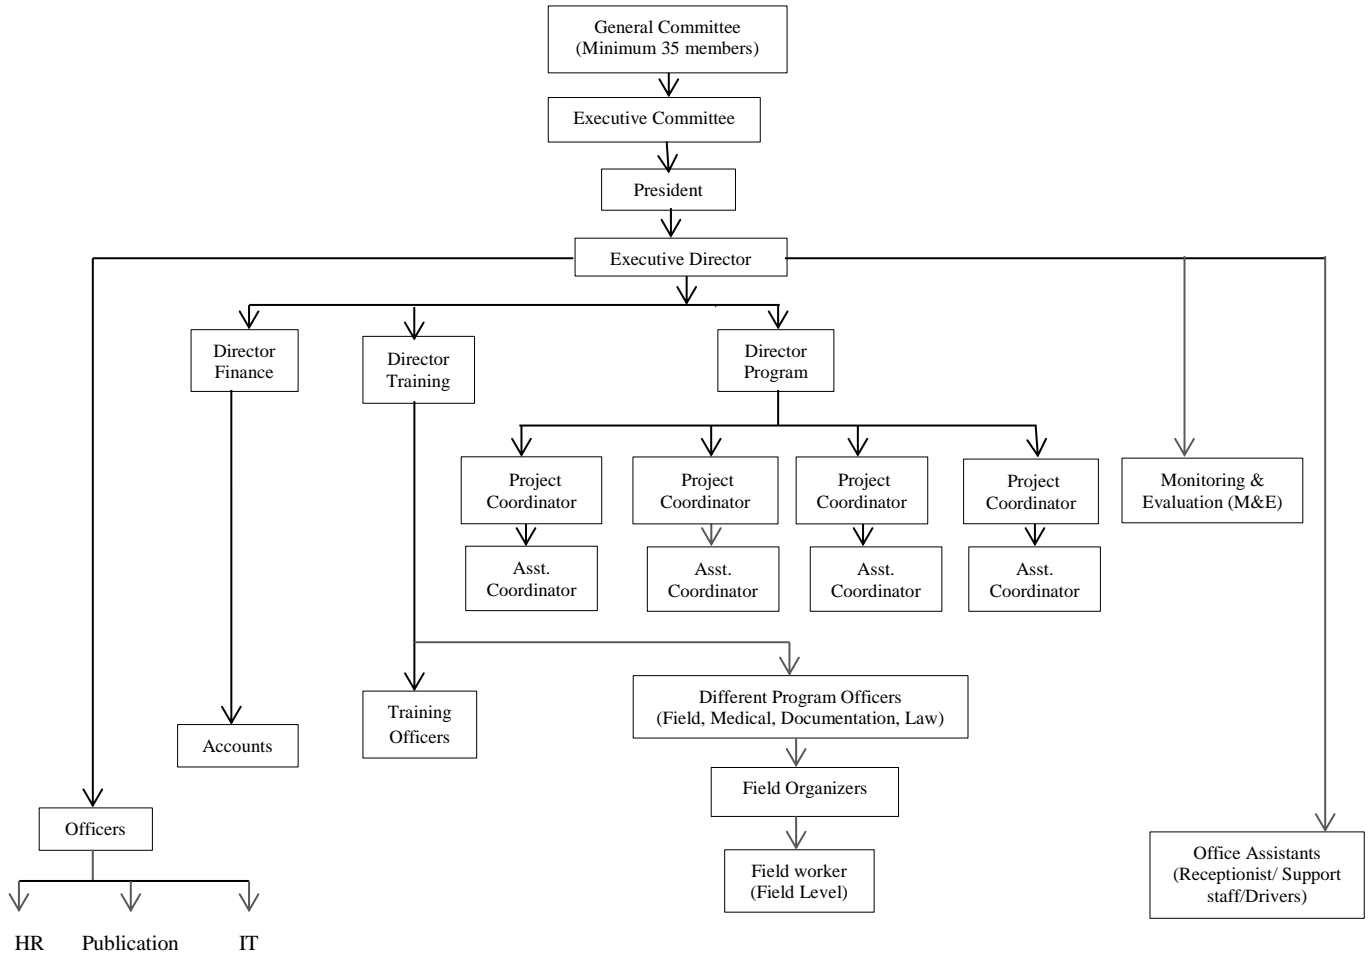 General Committee
(Minimum 35 members)
Executive Committee
President
Executive Director
Director
Finance
Director
Training
Director
Program
Project
Coordinator
Project
Coordinator
Project
Coordinator
Project
Coordinator
Monitoring &
Evaluation (M&E)
Asst.
Coordinator
Asst.
Coordinator
Asst.
Coordinator
Asst.
Coordinator
Different Program Officers
(Field, Medical, Documentation, Law)
Training
Officers
Accounts
Field Organizers
Officers
Field worker
(Field Level)
Office Assistants
(Receptionist/ Support
staff/Drivers)
HR
Publication
IT